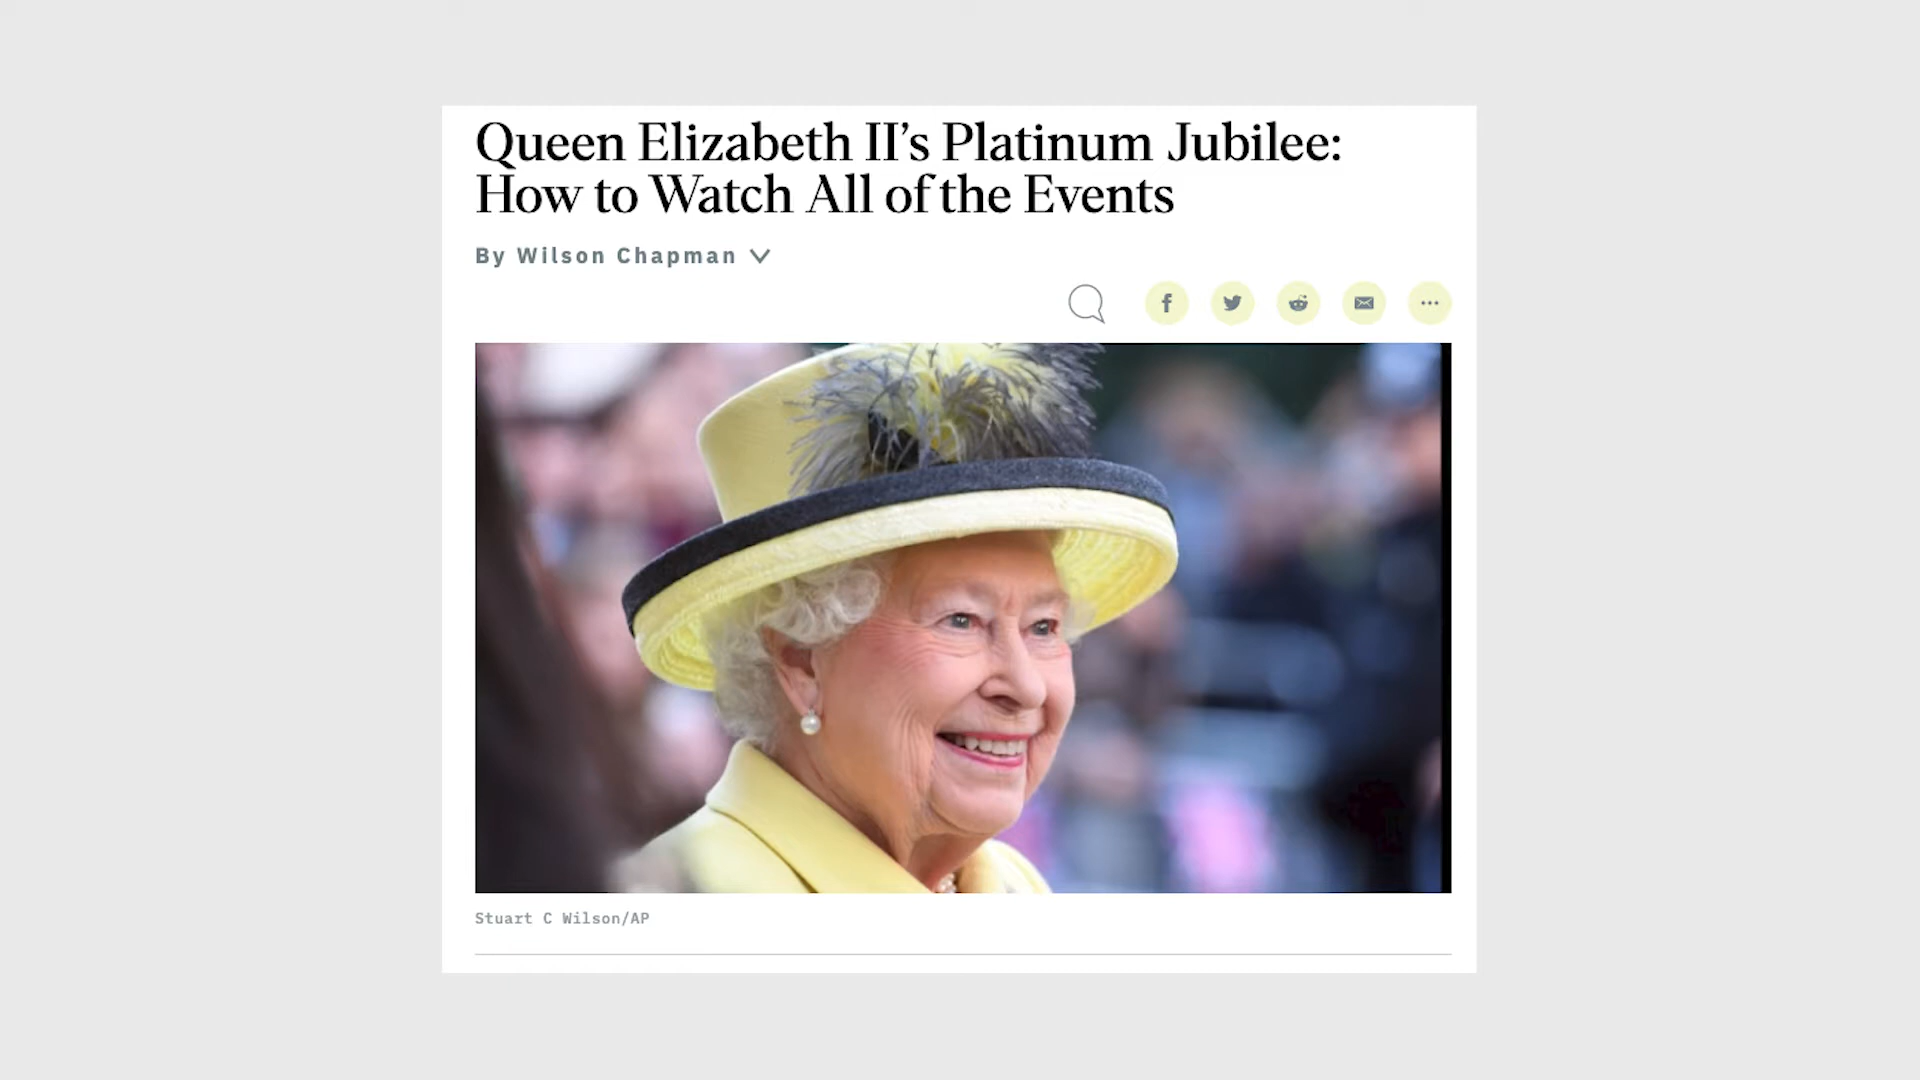 Queen Elizabeth II’s Platinum Jubilee:
How to Watch All of the Events
By Wilson Chapman
Stuart C Wilson/AP